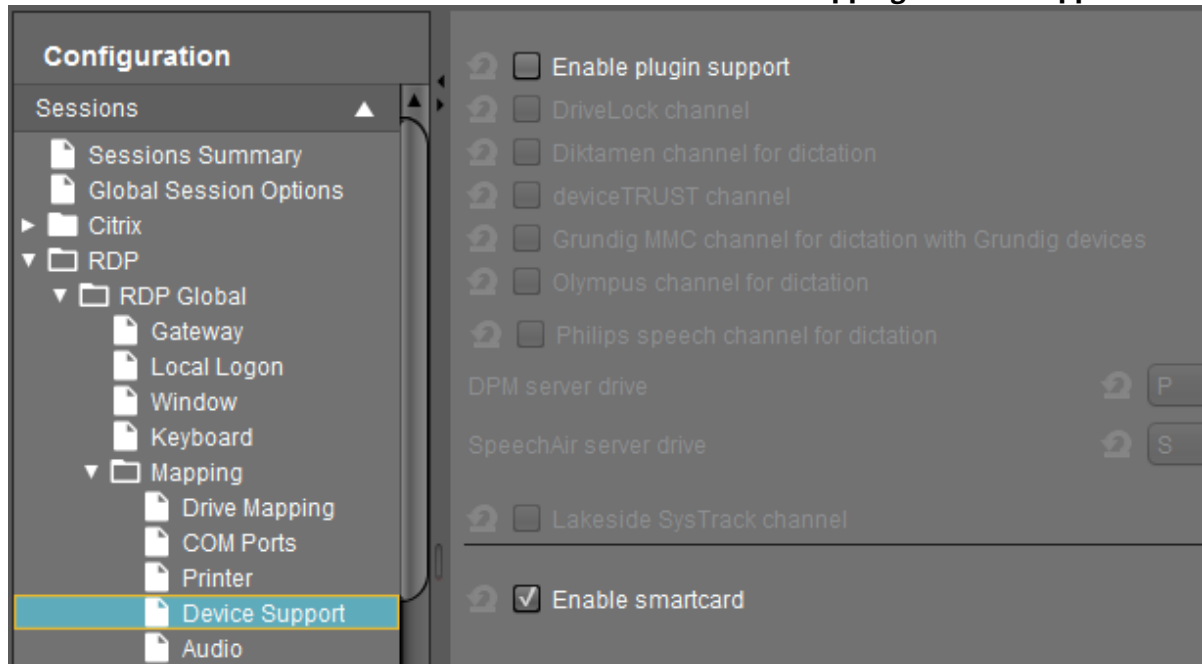 Configuration
Sessions
Sessions Summary
Global Session Options
Citrix
RDP
RDP Global
Gateway
Local Logon
Window
Keyboard
Mapping
Drive Mapping
COM Ports
Printer
Device Support
Audio
Enable plugin support
DriveLock channel
Diktamen channel for dictation
deviceTRUST channel
Grundig MMC channel for dictation with Grundig devices
Olympus channel for dictation
Philips speech channel for dictation
DPM server drive P
SpeechAir server drive S
Lakeside SysTrack channel
Enable smartcard